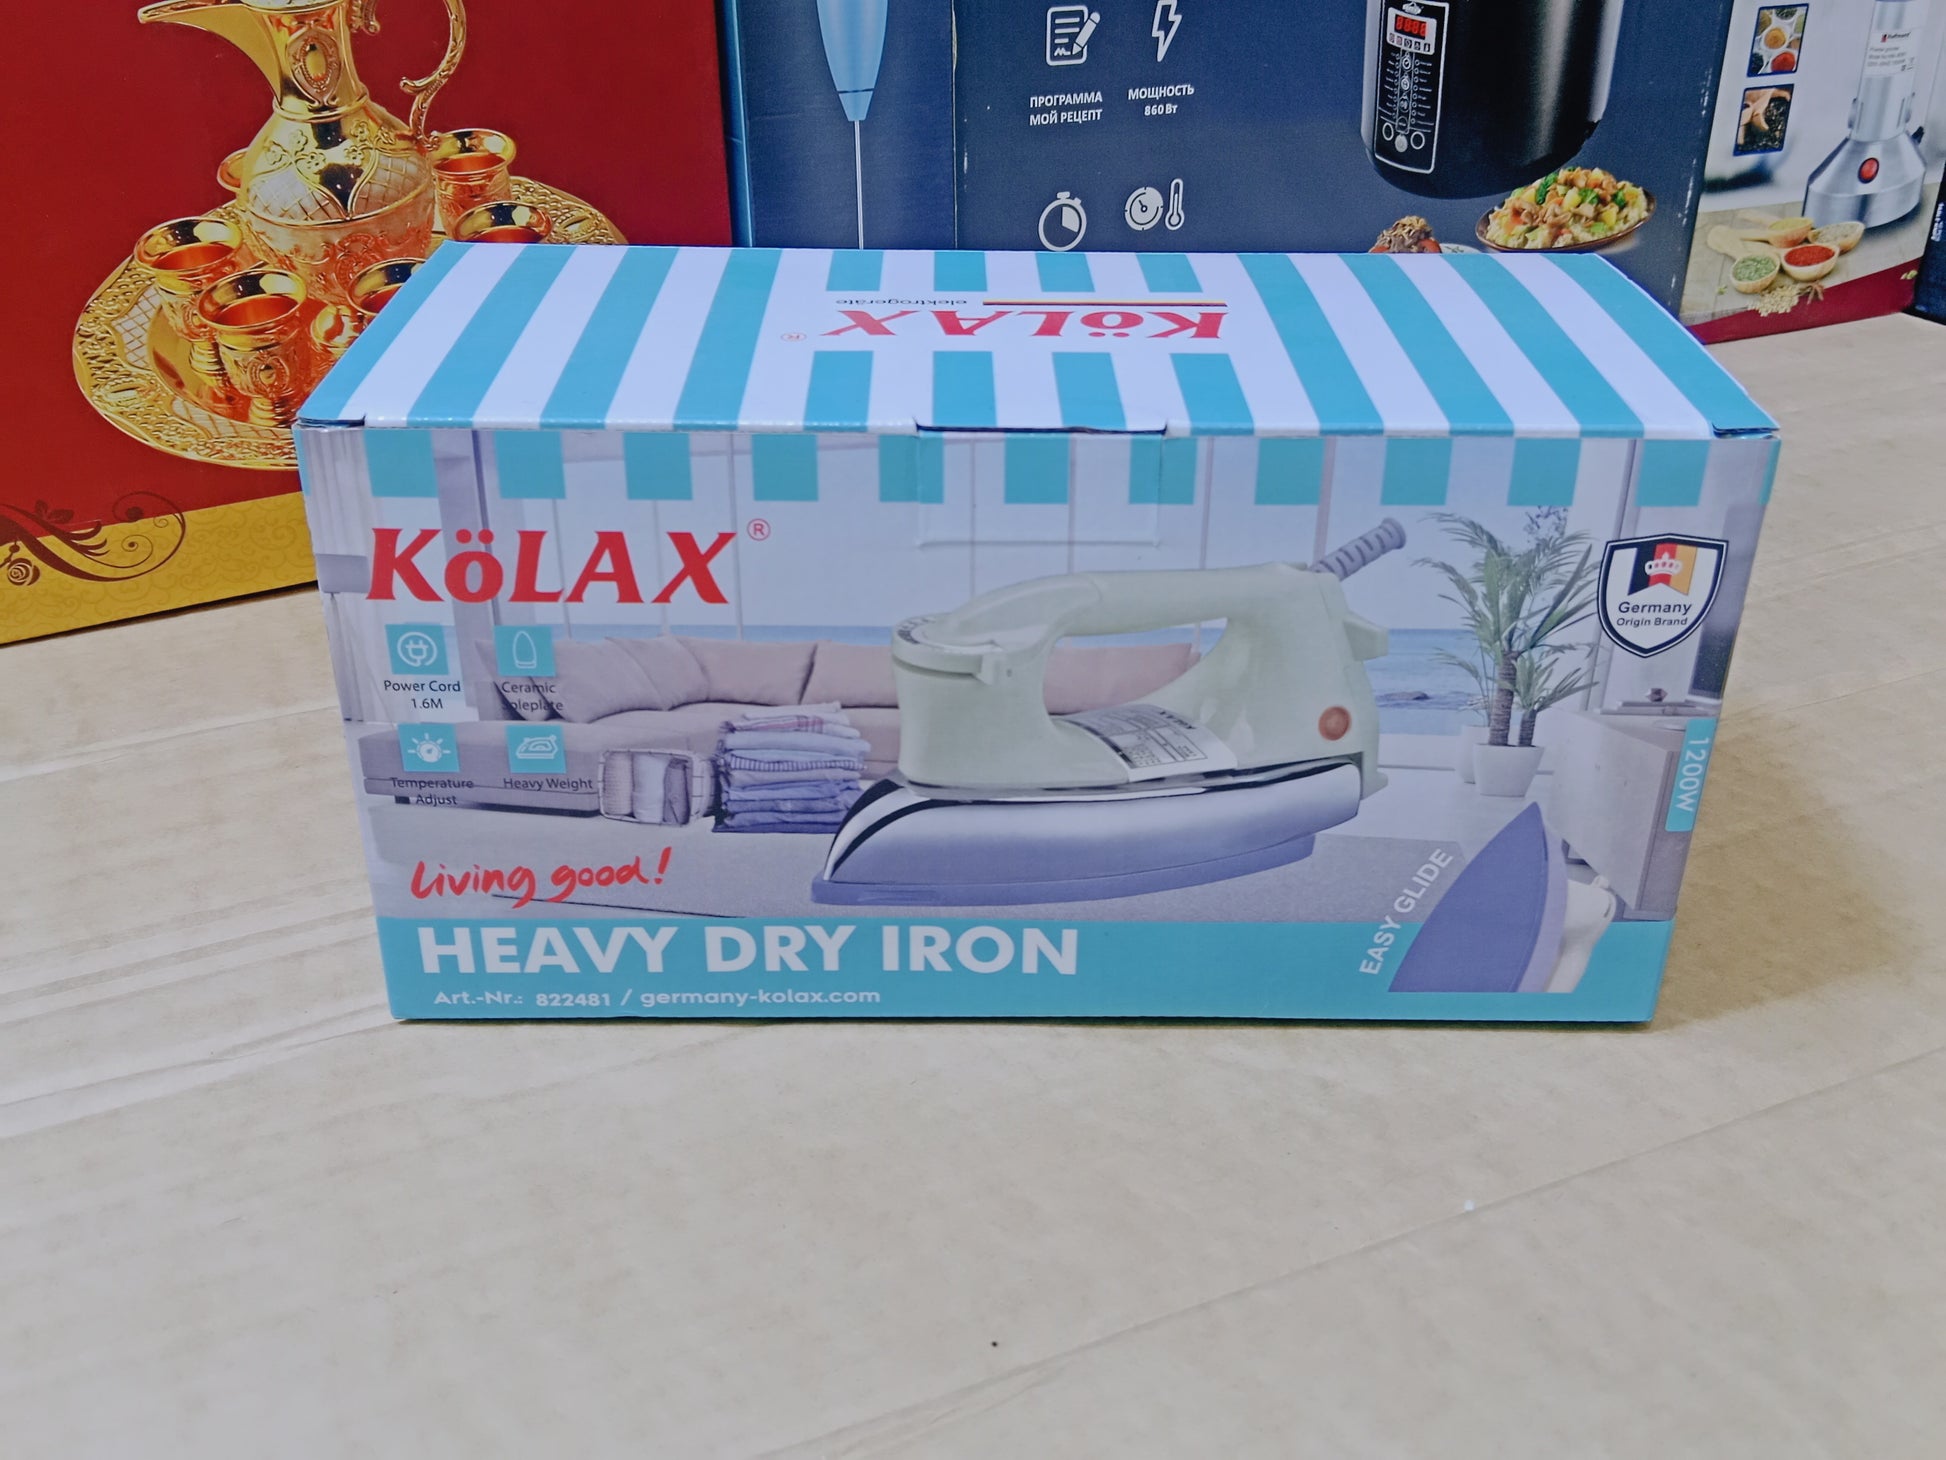 ПРОГРАММА
МОЙ РЕЦЕПТ
МОЩНОСТЬ
860 Вт
KöLAX ®
elektrogeräte
KöLAX ®
Power Cord
1.6M
Ceramic
Soleplate
Temperature
Adjust
Heavy Weight
Germany
Origin Brand
1200W
Living good!
EASY GLIDE
HEAVY DRY IRON
Art.-Nr.: 822481 / germany-kolax.com